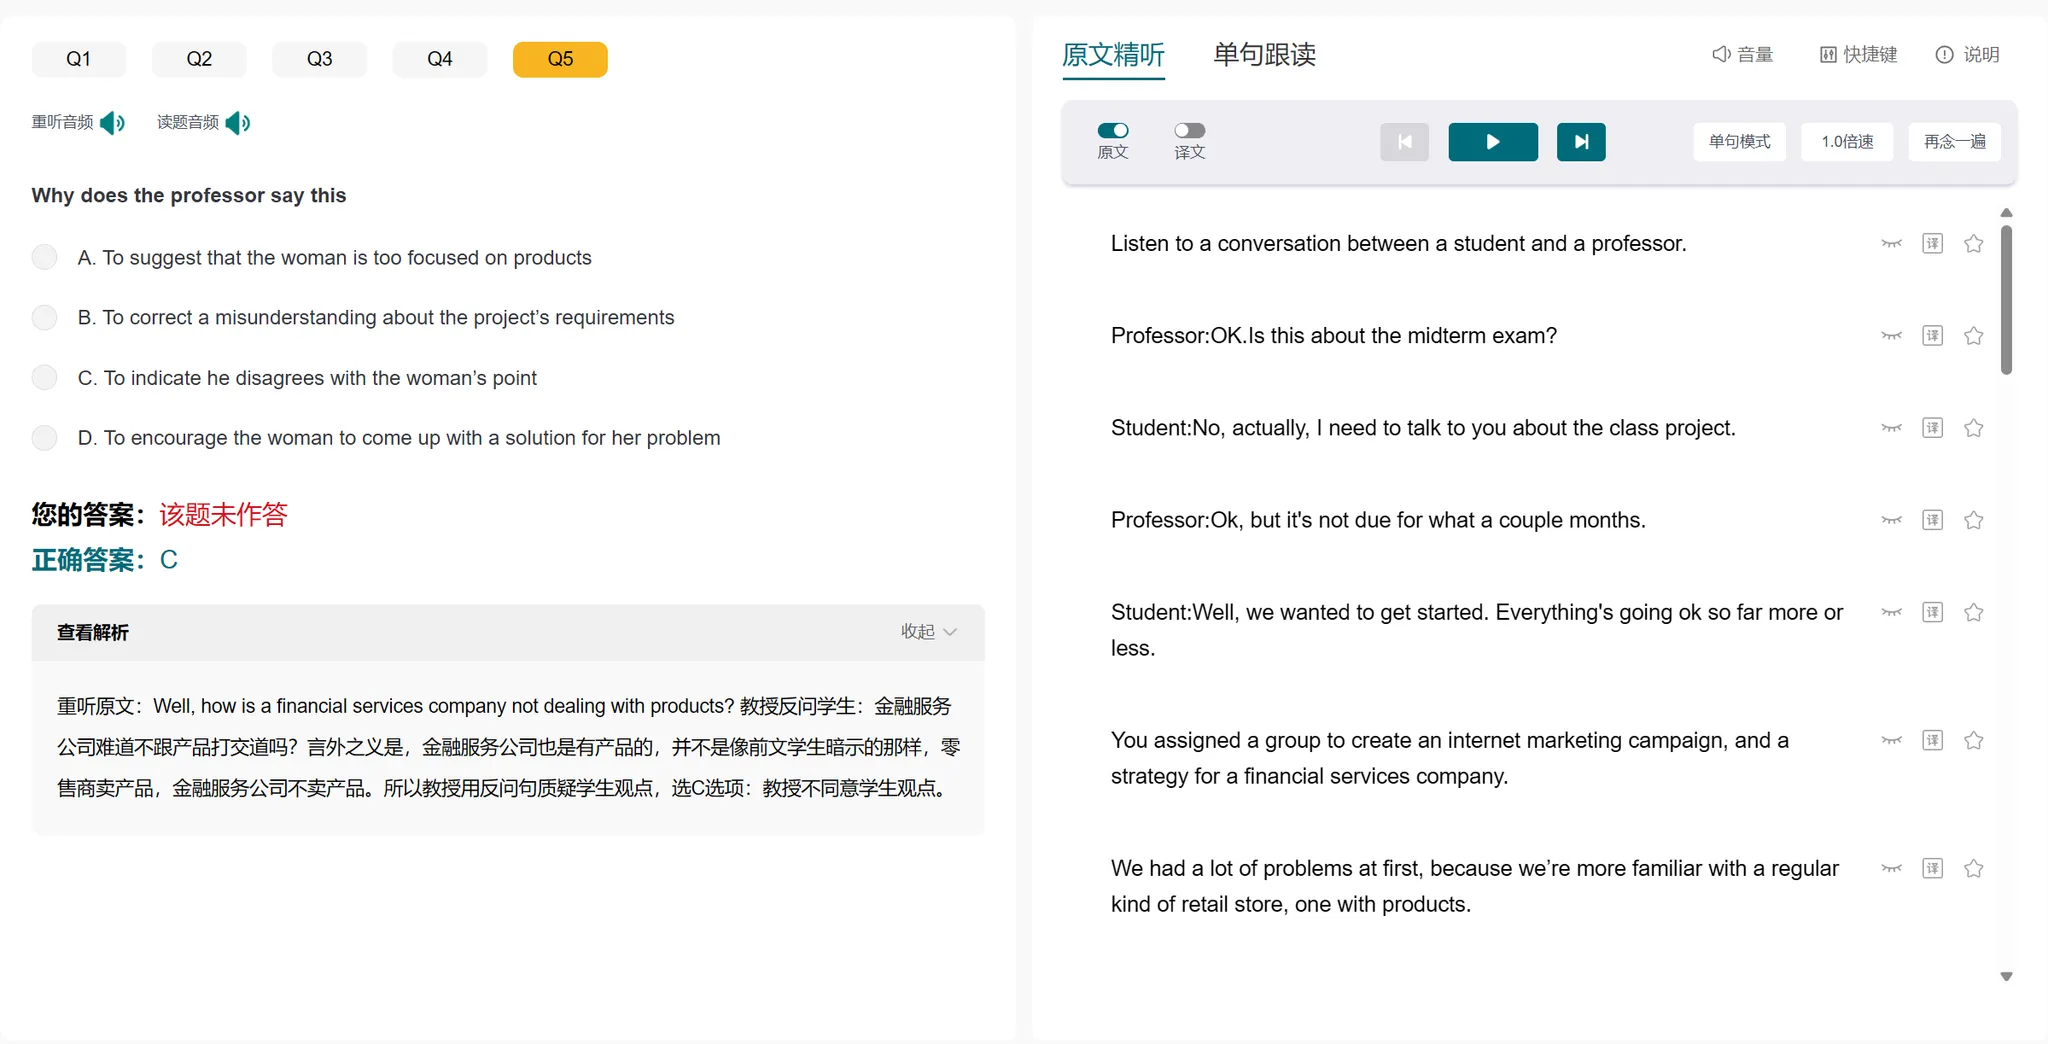 Q1 Q2 Q3 Q4 Q5
重听音频 读题音频
Why does the professor say this
A. To suggest that the woman is too focused on products
B. To correct a misunderstanding about the project’s requirements
C. To indicate he disagrees with the woman’s point
D. To encourage the woman to come up with a solution for her problem
您的答案：该题未作答
正确答案：C
查看解析 收起
重听原文：Well, how is a financial services company not dealing with products? 教授反问学生：金融服务
公司难道不跟产品打交道吗？言外之义是，金融服务公司也是有产品的，并不是像前文学生暗示的那样，零
售商卖产品，金融服务公司不卖产品。所以教授用反问句质疑学生观点，选C选项：教授不同意学生观点。
原文精听 单句跟读 音量 快捷键 说明
原文 译文 单句模式 1.0倍速 再念一遍
Listen to a conversation between a student and a professor. 译
Professor:OK.Is this about the midterm exam? 译
Student:No, actually, I need to talk to you about the class project. 译
Professor:Ok, but it's not due for what a couple months. 译
Student:Well, we wanted to get started. Everything's going ok so far more or 译
less.
You assigned a group to create an internet marketing campaign, and a 译
strategy for a financial services company.
We had a lot of problems at first, because we’re more familiar with a regular 译
kind of retail store, one with products.